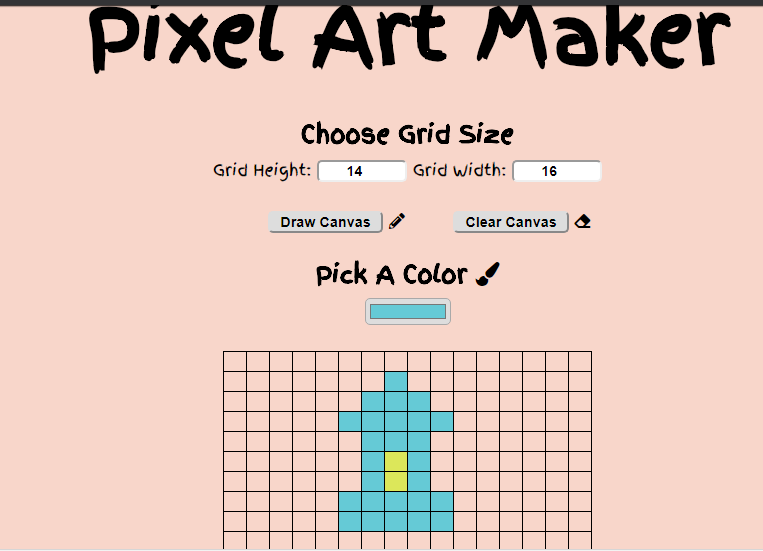 Pixel Art Maker
Choose Grid Size
Grid Height: 14 Grid Width: 16
Draw Canvas Clear Canvas
Pick A Color